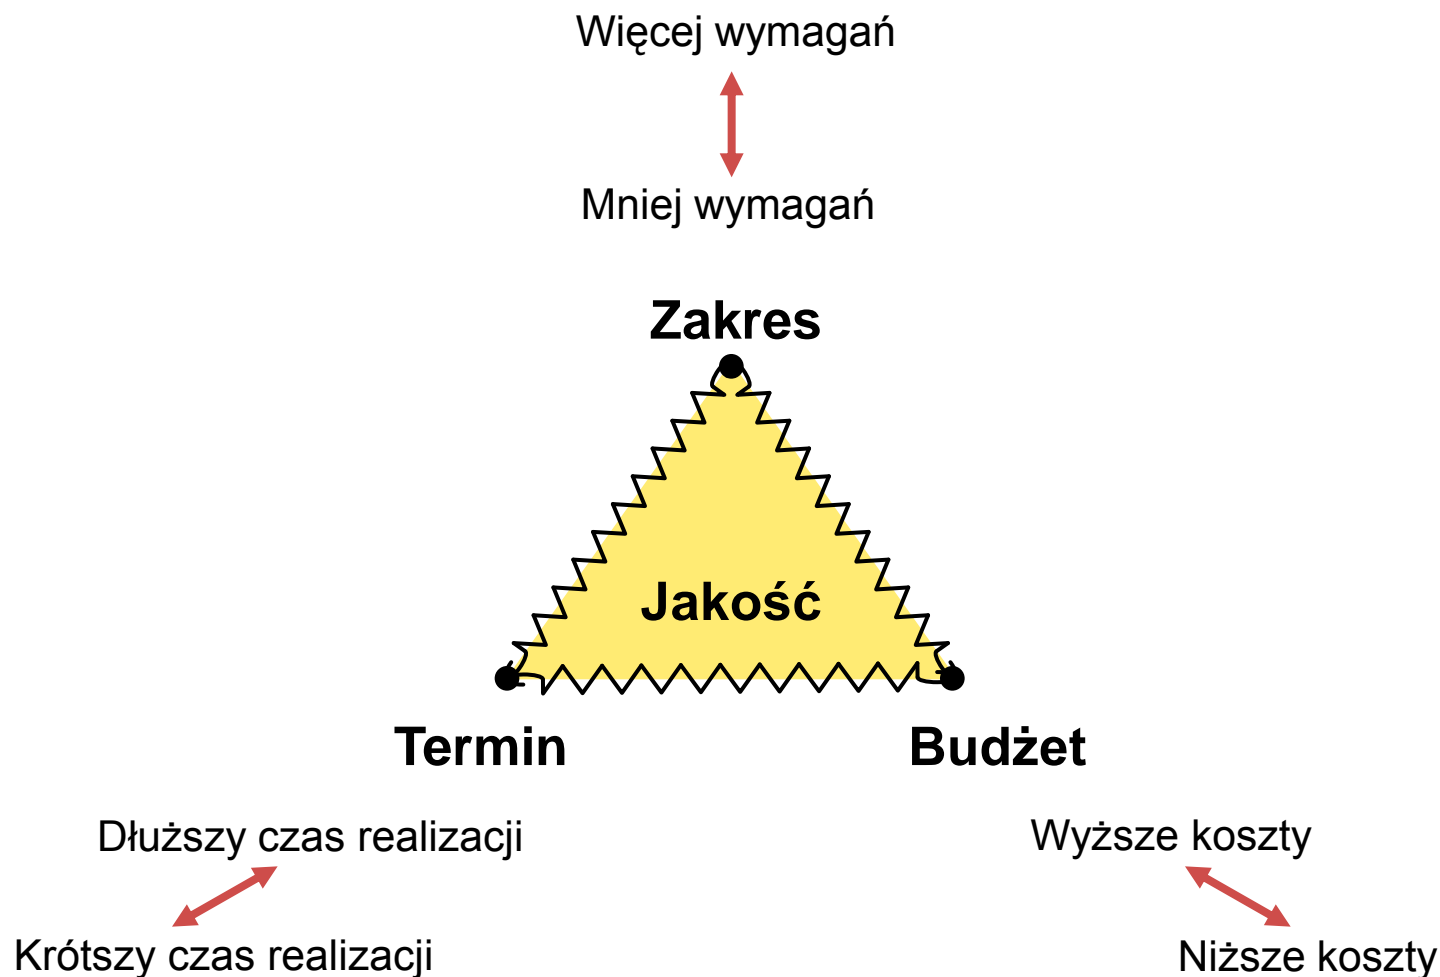 Więcej wymagań
Mniej wymagań
Zakres
Jakość
Termin
Budżet
Dłuższy czas realizacji
Wyższe koszty
Krótszy czas realizacji
Niższe koszty